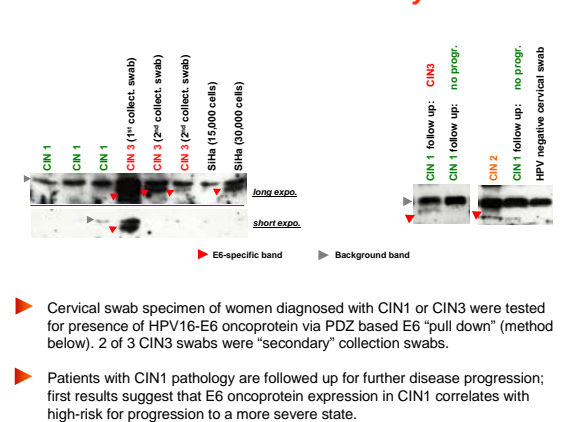 CIN 1
CIN 1
CIN 1
CIN 3 (1st collect. swab)
CIN 3 (2nd collect. swab)
CIN 3 (2nd collect. swab)
SiHa (15,000 cells)
SiHa (30,000 cells)
long expo.
short expo.
CIN 1 follow up: CIN3
CIN 1 follow up: no progr.
CIN 2
CIN 1 follow up: no progr.
HPV negative cervical swab
E6-specific band
Background band
Cervical swab specimen of women diagnosed with CIN1 or CIN3 were tested
for presence of HPV16-E6 oncoprotein via PDZ based E6 “pull down” (method
below). 2 of 3 CIN3 swabs were “secondary” collection swabs.
Patients with CIN1 pathology are followed up for further disease progression;
first results suggest that E6 oncoprotein expression in CIN1 correlates with
high-risk for progression to a more severe state.